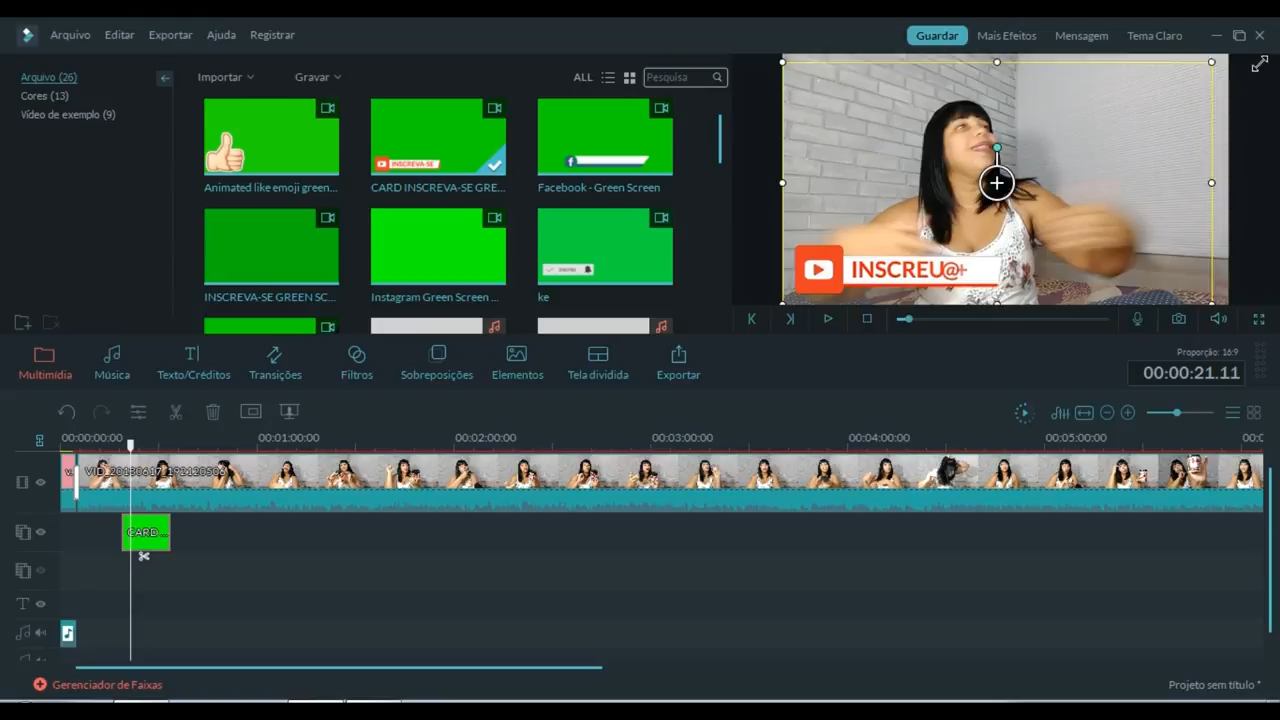 Arquivo Editar Exportar Ajuda Registrar
Guardar Mais Efeitos Mensagem Tema Claro
Arquivo (26)
Cores (13)
Vídeo de exemplo (9)
Importar Gravar ALL Pesquisa
INSCREVA-SE
Animated like emoji green... CARD INSCREVA-SE GRE... Facebook - Green Screen
INSCREVA-SE GREEN SC... Instagram Green Screen ... ke
INSCREU@+
Multimídia Música Texto/Créditos Transições Filtros Sobreposições Elementos Tela dividida Exportar
Proporção: 16:9
00:00:21.11
00:00:00:00 00:01:00:00 00:02:00:00 00:03:00:00 00:04:00:00 00:05:00:00 00:0
CARD ...
Gerenciador de Faixas
Projeto sem título *